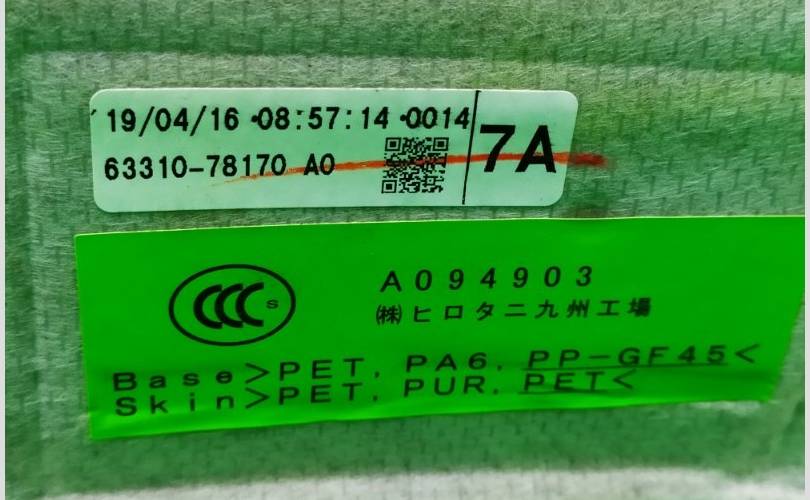 19/04/16 08:57:14 0014
63310-78170 A0
7A
CCC S
A094903
㈱ヒロタニ九州工場
Base>PET, PA6, PP-GF45<
Skin>PET, PUR, PET<